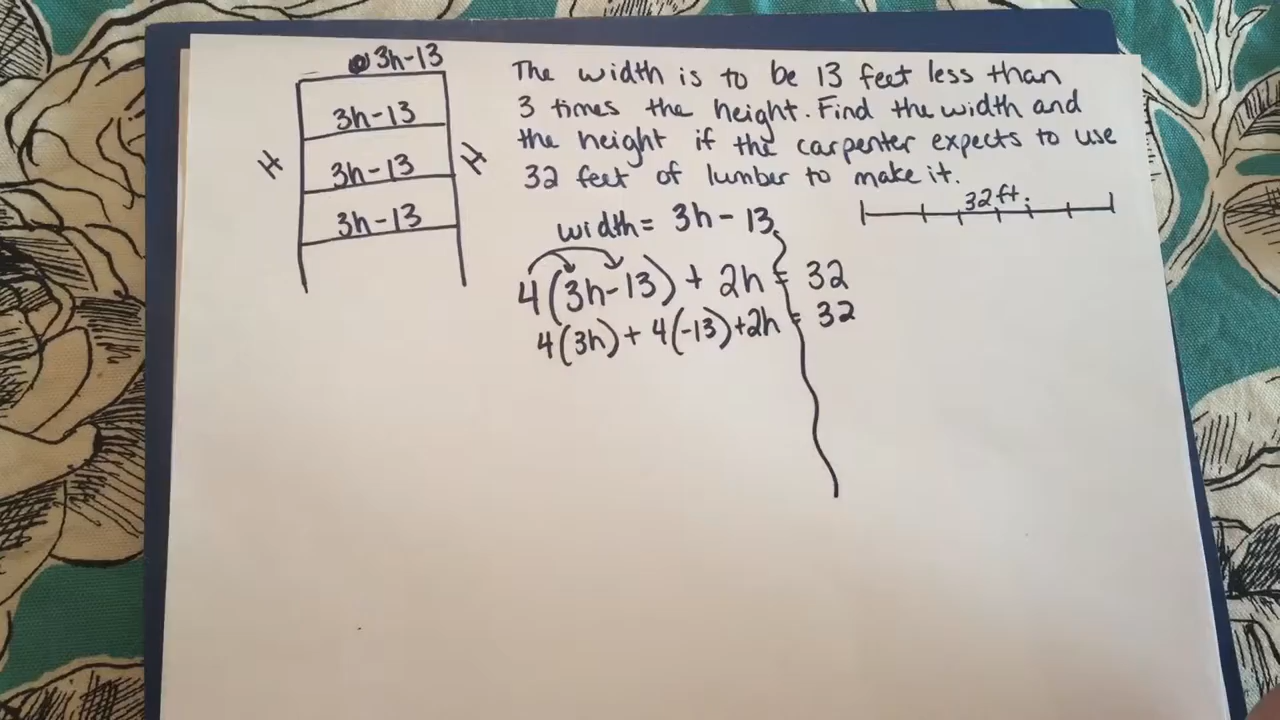 3h-13
3h-13
3h-13
3h-13
H
H
The width is to be 13 feet less than
3 times the height. Find the width and
the height if the carpenter expects to use
32 feet of lumber to make it.
32 ft.
width = 3h - 13
4(3h-13) + 2h = 32
4(3h) + 4(-13) + 2h = 32